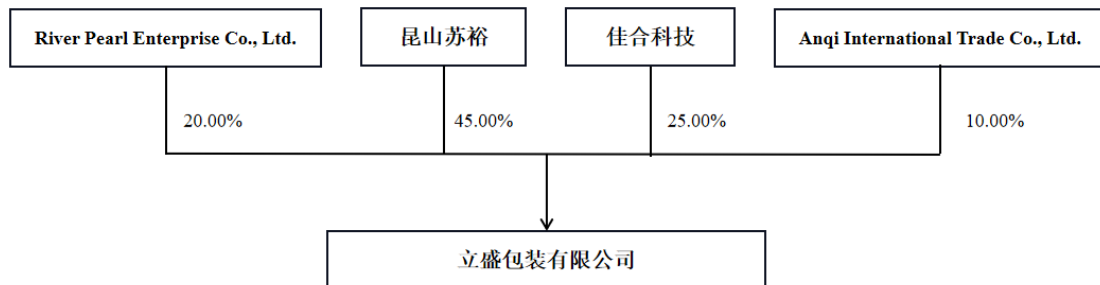 River Pearl Enterprise Co., Ltd.
昆山苏裕
佳合科技
Anqi International Trade Co., Ltd.
20.00%
45.00%
25.00%
10.00%
立盛包装有限公司